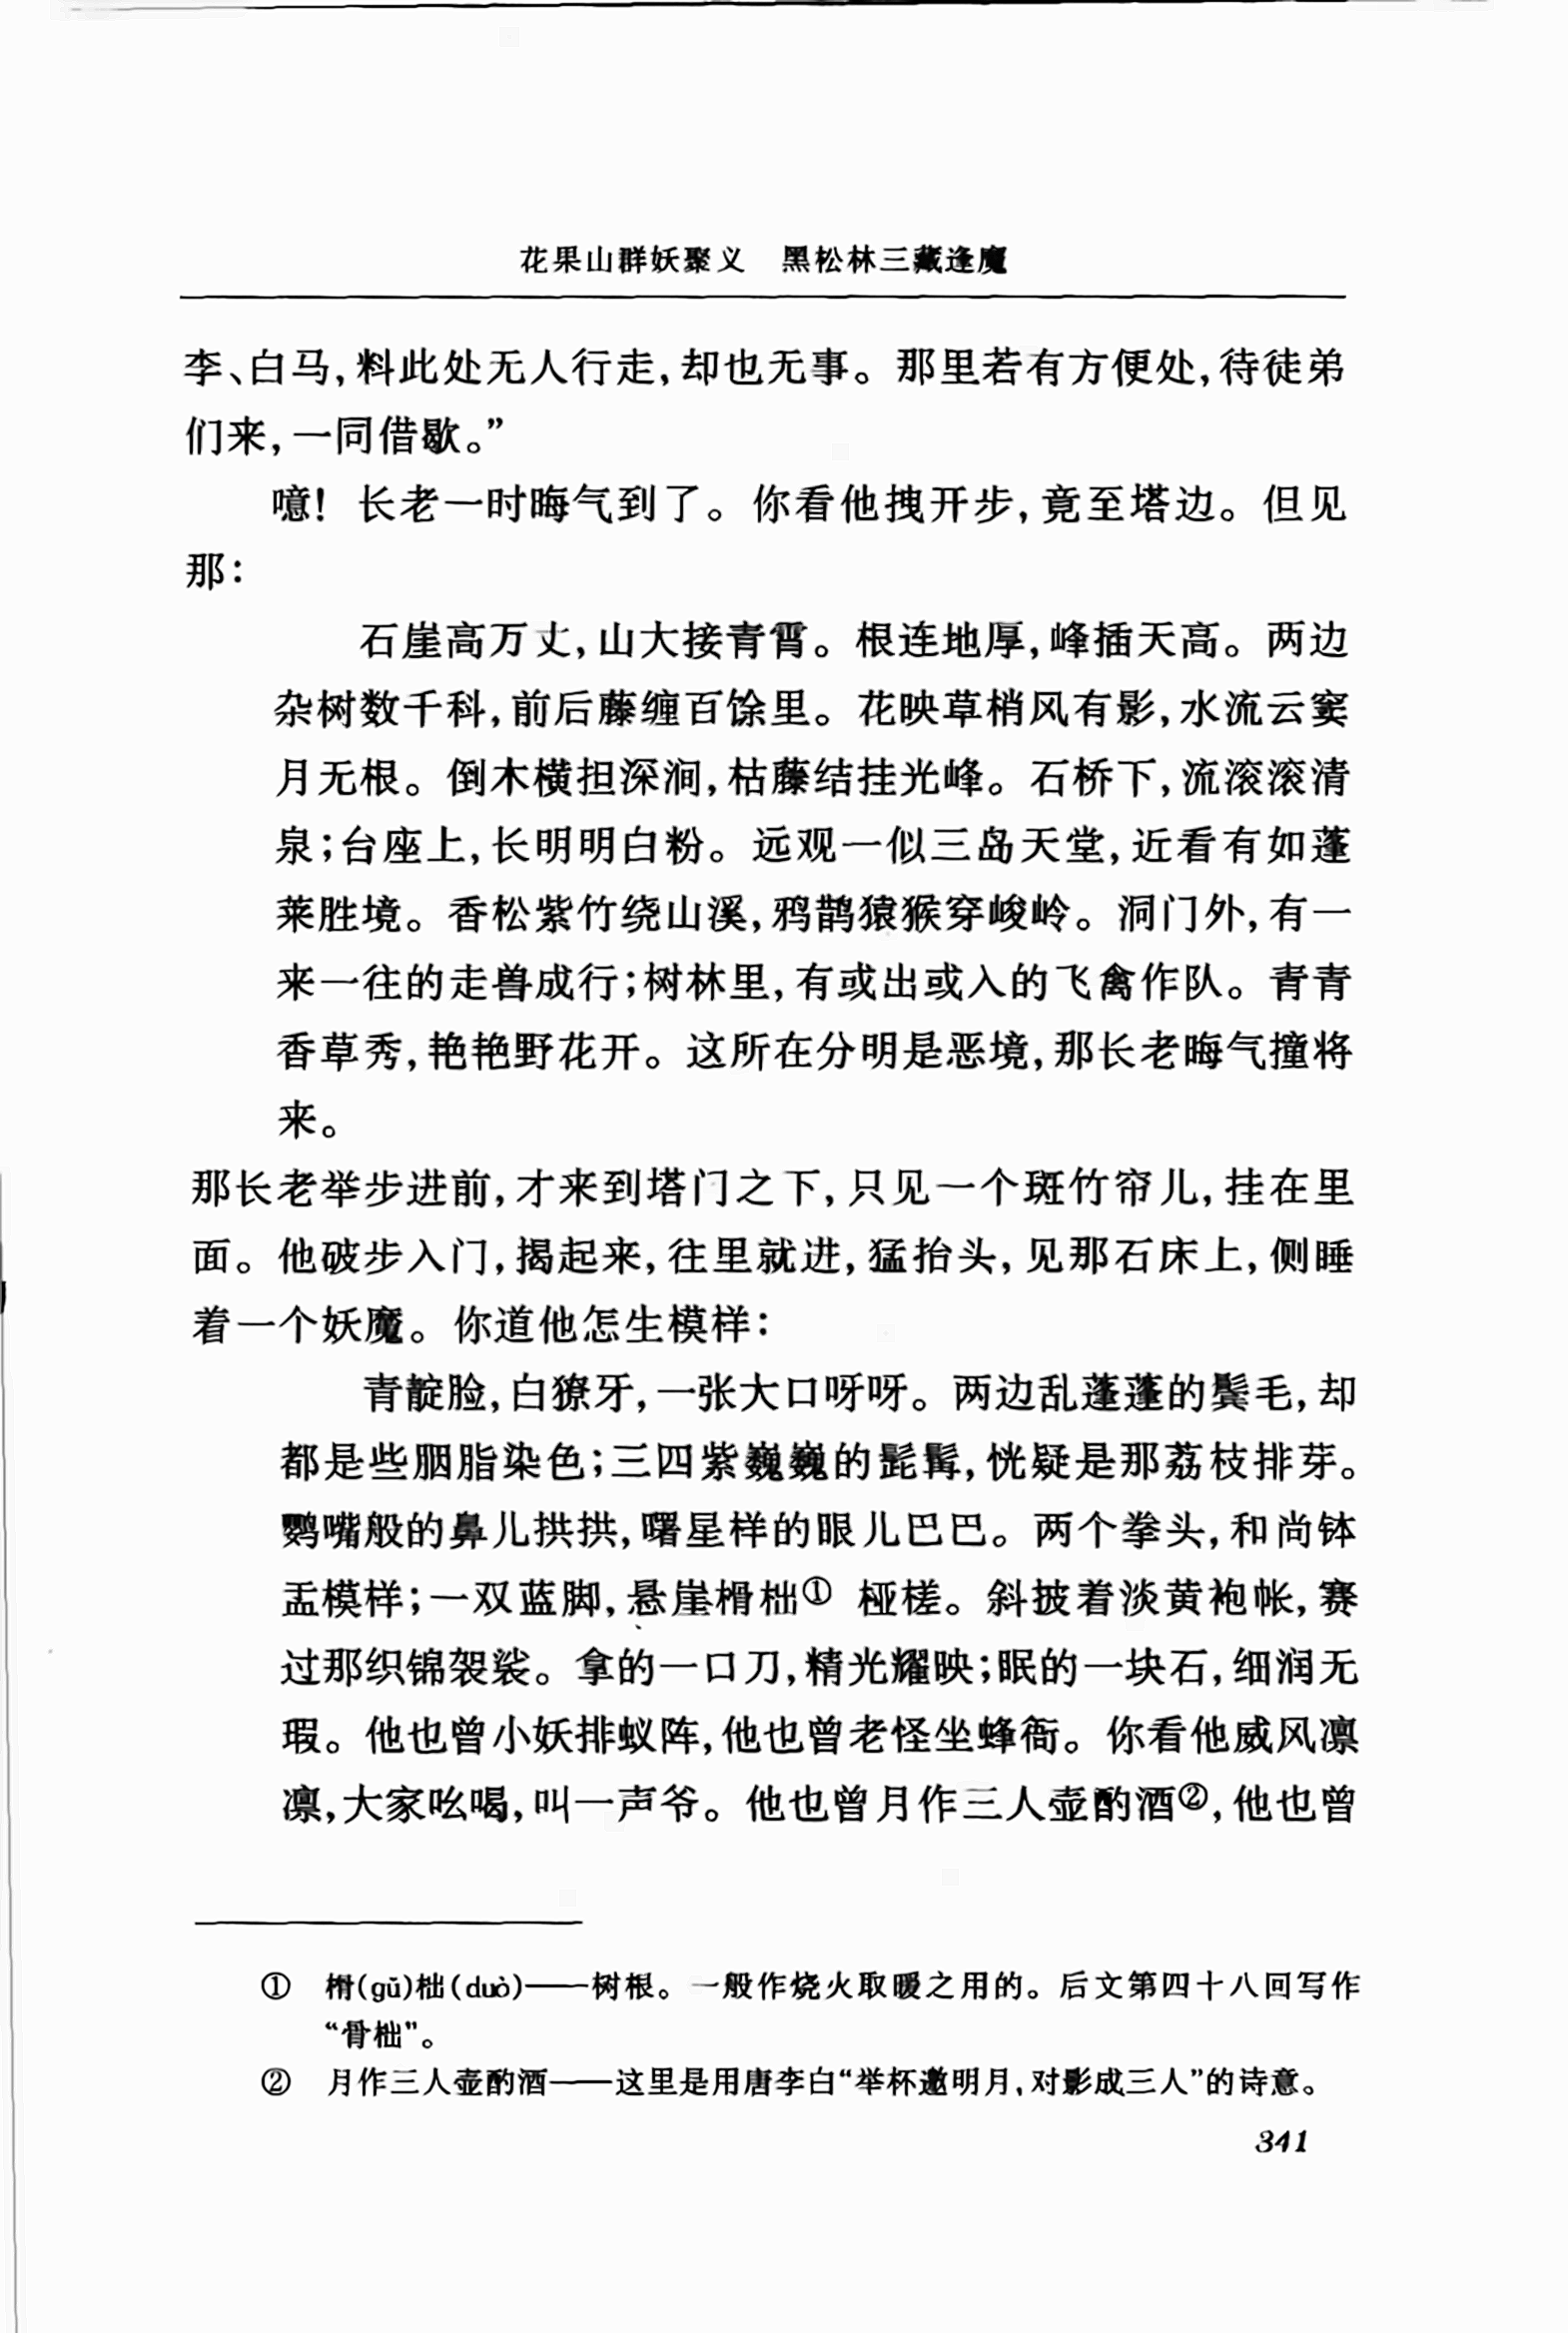 花果山群妖聚义　黑松林三藏逢魔
李、白马，料此处无人行走，却也无事。那里若有方便处，待徒弟
们来，一同借歇。”
噫！长老一时晦气到了。你看他拽开步，竟至塔边。但见
那：
石崖高万丈，山大接青霄。根连地厚，峰插天高。两边
杂树数千科，前后藤缠百馀里。花映草梢风有影，水流云窦
月无根。倒木横担深涧，枯藤结挂光峰。石桥下，流滚滚清
泉；台座上，长明明白粉。远观一似三岛天堂，近看有如蓬
莱胜境。香松紫竹绕山溪，鸦鹊猿猴穿峻岭。洞门外，有一
来一往的走兽成行；树林里，有或出或入的飞禽作队。青青
香草秀，艳艳野花开。这所在分明是恶境，那长老晦气撞将
来。
那长老举步进前，才来到塔门之下，只见一个斑竹帘儿，挂在里
面。他破步入门，揭起来，往里就进，猛抬头，见那石床上，侧睡
着一个妖魔。你道他怎生模样：
青靛脸，白獠牙，一张大口呀呀。两边乱蓬蓬的鬓毛，却
都是些胭脂染色；三四紫巍巍的髭髯，恍疑是那荔枝排芽。
鹦嘴般的鼻儿拱拱，曙星样的眼儿巴巴。两个拳头，和尚钵
盂模样；一双蓝脚，悬崖榾柮① 桠槎。斜披着淡黄袍帐，赛
过那织锦袈裟。拿的一口刀，精光耀映；眠的一块石，细润无
瑕。他也曾小妖排蚁阵，他也曾老怪坐蜂衙。你看他威风凛
凛，大家吆喝，叫一声爷。他也曾月作三人壶酌酒②，他也曾
① 榾(gǔ)柮(duò)——树根。一般作烧火取暖之用的。后文第四十八回写作
“骨柮”。
② 月作三人壶酌酒——这里是用唐李白“举杯邀明月，对影成三人”的诗意。
341